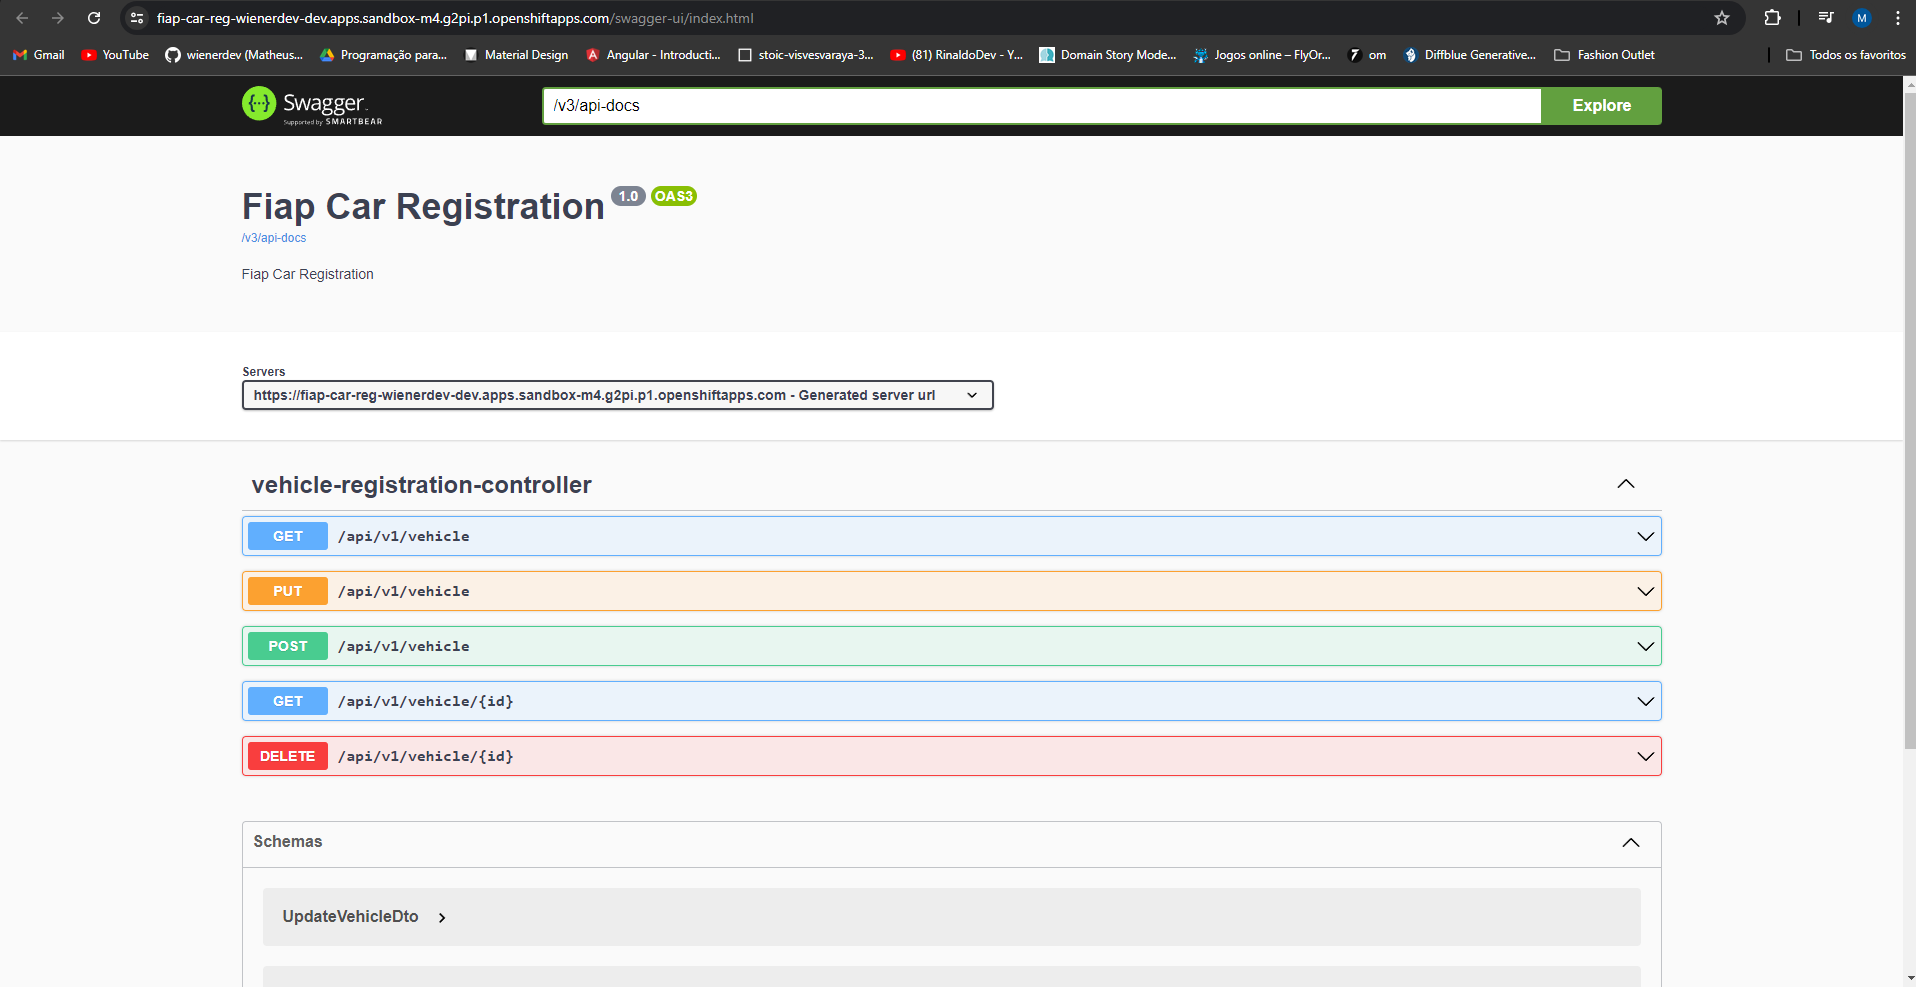 fiap-car-reg-wienerdev-dev.apps.sandbox-m4.g2pi.p1.openshiftapps.com/swagger-ui/index.html
M
Gmail YouTube wienerdev (Matheus... Programação para... Material Design Angular - Introducti... stoic-visvesvaraya-3... (81) RinaldoDev - Y... Domain Story Mode... Jogos online – FlyOr... om Diffblue Generative... Fashion Outlet Todos os favoritos
{···} Swagger.
Supported by SMARTBEAR
/v3/api-docs
Explore
Fiap Car Registration 1.0 OAS3
/v3/api-docs
Fiap Car Registration
Servers
https://fiap-car-reg-wienerdev-dev.apps.sandbox-m4.g2pi.p1.openshiftapps.com - Generated server url
vehicle-registration-controller
GET /api/v1/vehicle
PUT /api/v1/vehicle
POST /api/v1/vehicle
GET /api/v1/vehicle/{id}
DELETE /api/v1/vehicle/{id}
Schemas
UpdateVehicleDto